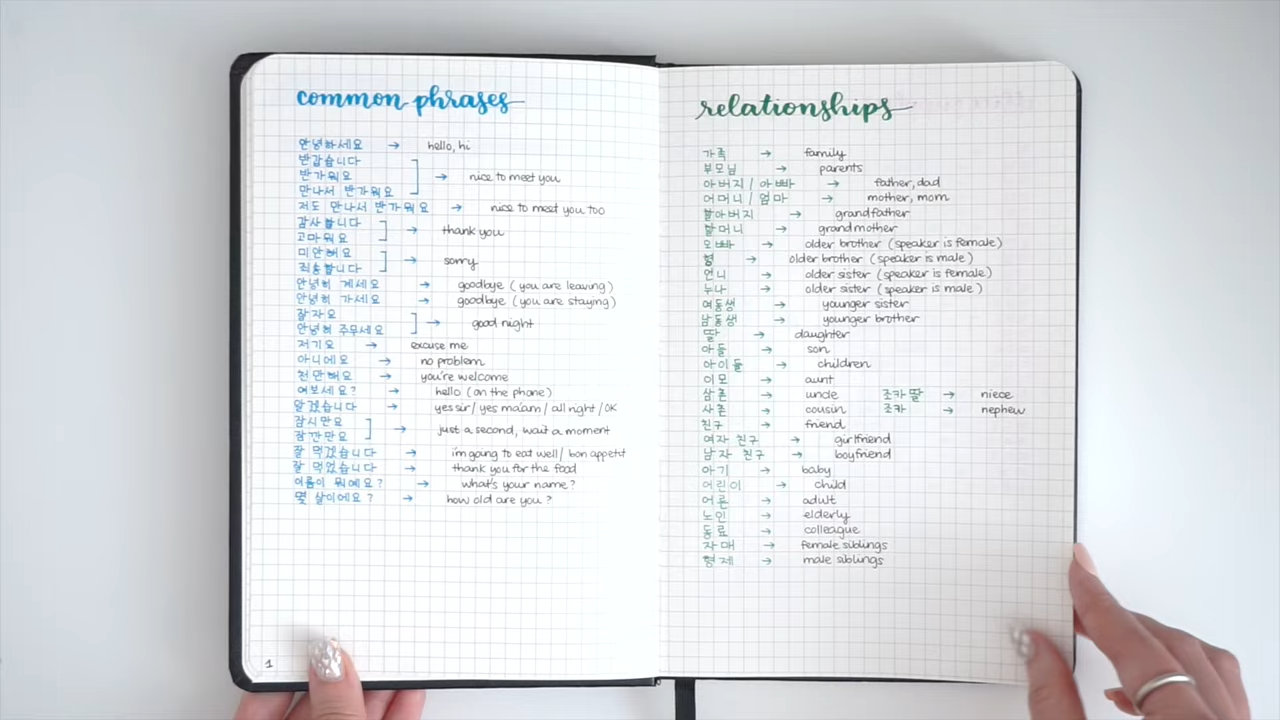 common phrases
안녕하세요 → hello, hi
반갑습니다
반가워요 → nice to meet you
만나서 반가워요
저도 만나서 반가워요 → nice to meet you too
감사합니다
고마워요 → thank you
미안해요
죄송합니다 → sorry
안녕히 계세요 → goodbye (you are leaving)
안녕히 가세요 → goodbye (you are staying)
잘자요
안녕히 주무세요 → good night
저기요 → excuse me
아니에요 → no problem
천만해요 → you're welcome
여보세요? → hello (on the phone)
알겠습니다 → yes sir/ yes ma'am/ all right /OK
잠시만요
잠깐만요 → just a second, wait a moment
잘 먹겠습니다 → i'm going to eat well/ bon appetit
잘 먹었습니다 → thank you for the food
이름이 뭐예요? → what's your name?
몇 살이에요? → how old are you?
1
relationships
가족 → family
부모님 → parents
아버지 / 아빠 → father, dad
어머니 / 엄마 → mother, mom
할아버지 → grandfather
할머니 → grandmother
오빠 → older brother (speaker is female)
형 → older brother (speaker is male)
언니 → older sister (speaker is female)
누나 → older sister (speaker is male)
여동생 → younger sister
남동생 → younger brother
딸 → daughter
아들 → son
아이들 → children
이모 → aunt
삼촌 → uncle 조카딸 → niece
사촌 → cousin 조카 → nephew
친구 → friend
여자 친구 → girlfriend
남자 친구 → boyfriend
아기 → baby
어린이 → child
어른 → adult
노인 → elderly
동료 → colleague
자매 → female siblings
형제 → male siblings